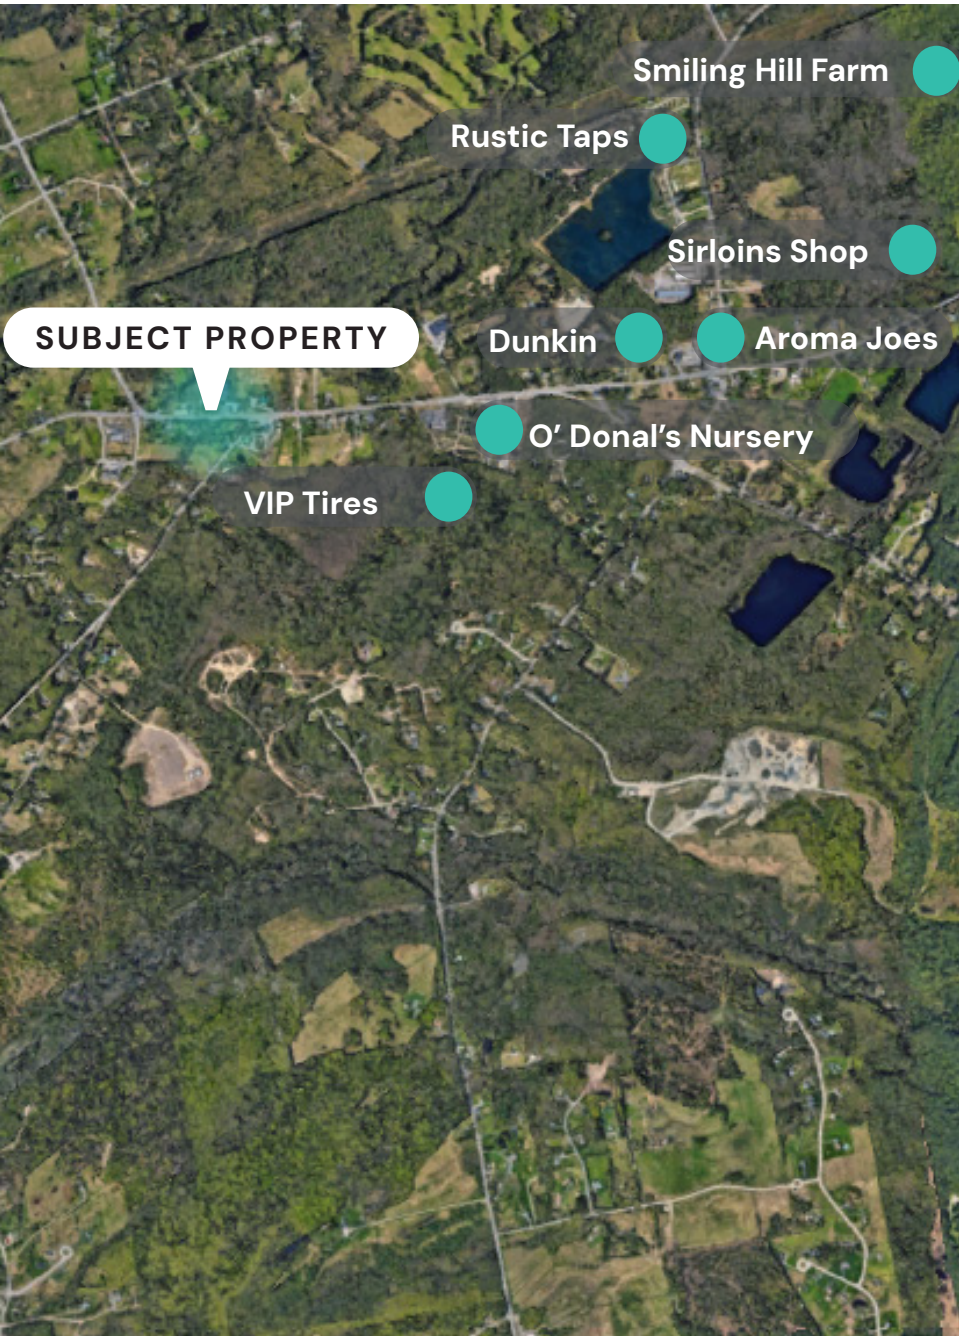 Smiling Hill Farm
Rustic Taps
Sirloins Shop
SUBJECT PROPERTY
Dunkin
Aroma Joes
O’ Donal’s Nursery
VIP Tires